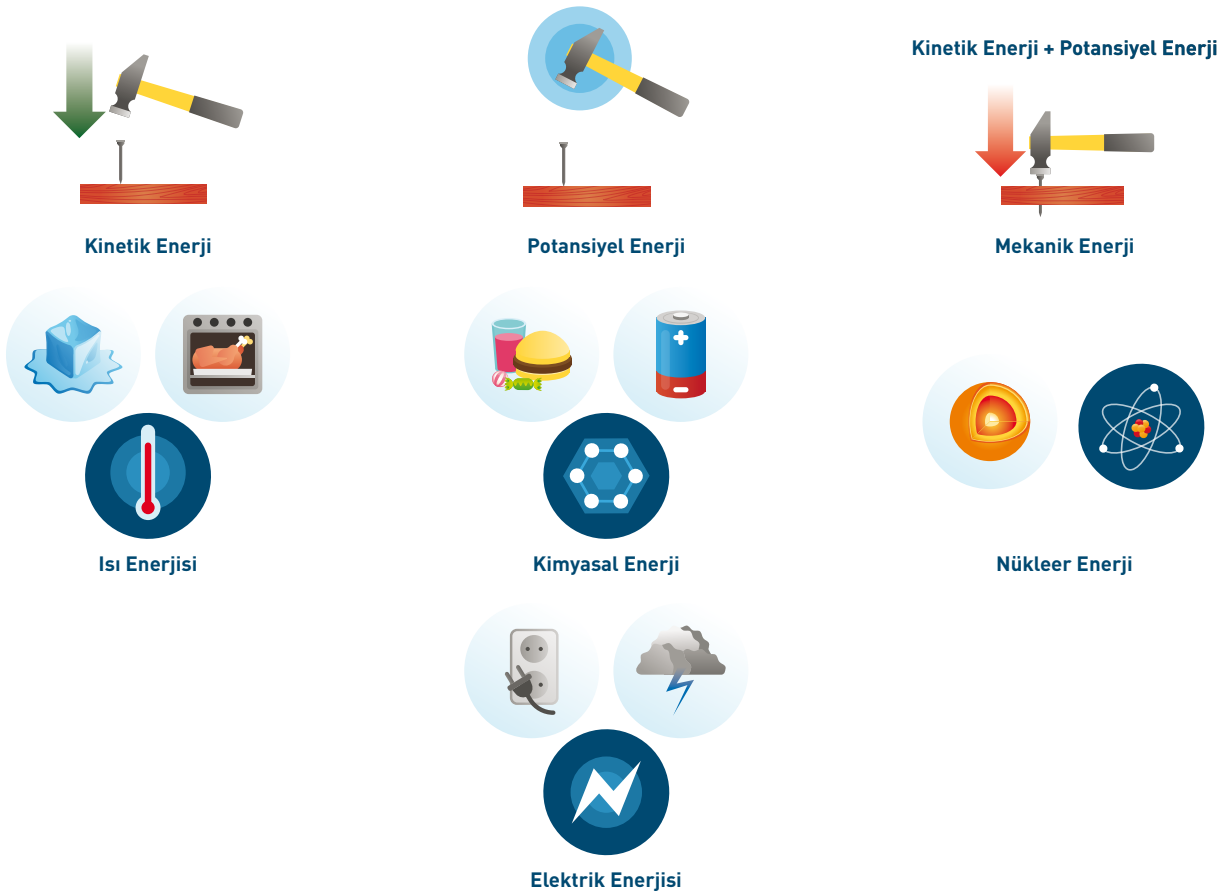 Kinetik Enerji + Potansiyel Enerji
Kinetik Enerji
Potansiyel Enerji
Mekanik Enerji
Isı Enerjisi
Kimyasal Enerji
Nükleer Enerji
Elektrik Enerjisi